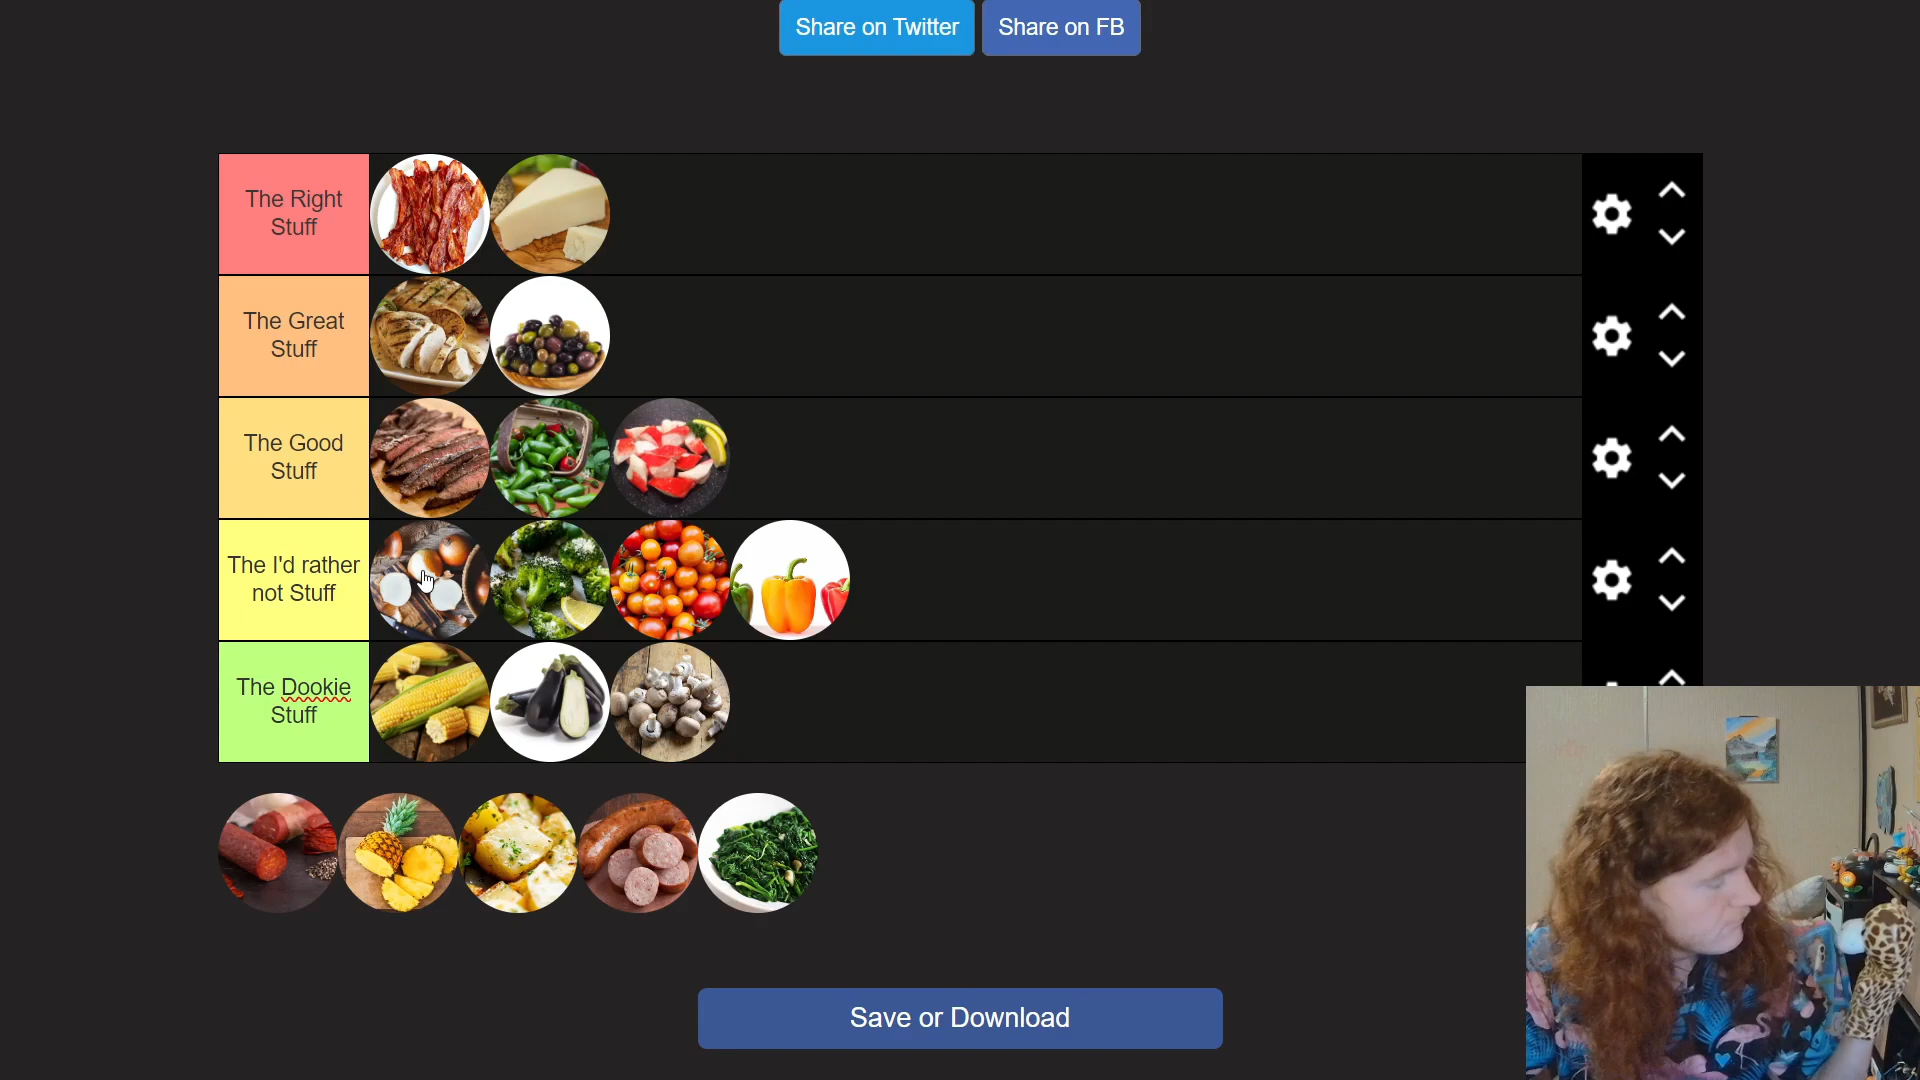 Share on Twitter
Share on FB
The Right
Stuff
The Great
Stuff
The Good
Stuff
The I'd rather
not Stuff
The Dookie
Stuff
Save or Download